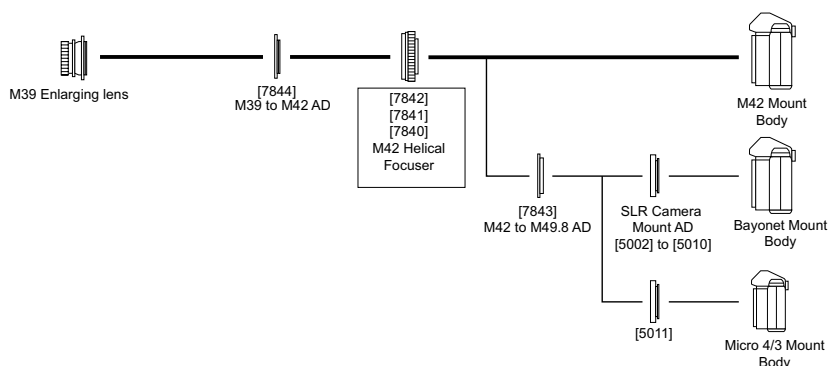 M39 Enlarging lens
[7844]
M39 to M42 AD
[7842]
[7841]
[7840]
M42 Helical
Focuser
M42 Mount
Body
[7843]
M42 to M49.8 AD
SLR Camera
Mount AD
[5002] to [5010]
Bayonet Mount
Body
[5011]
Micro 4/3 Mount
Body